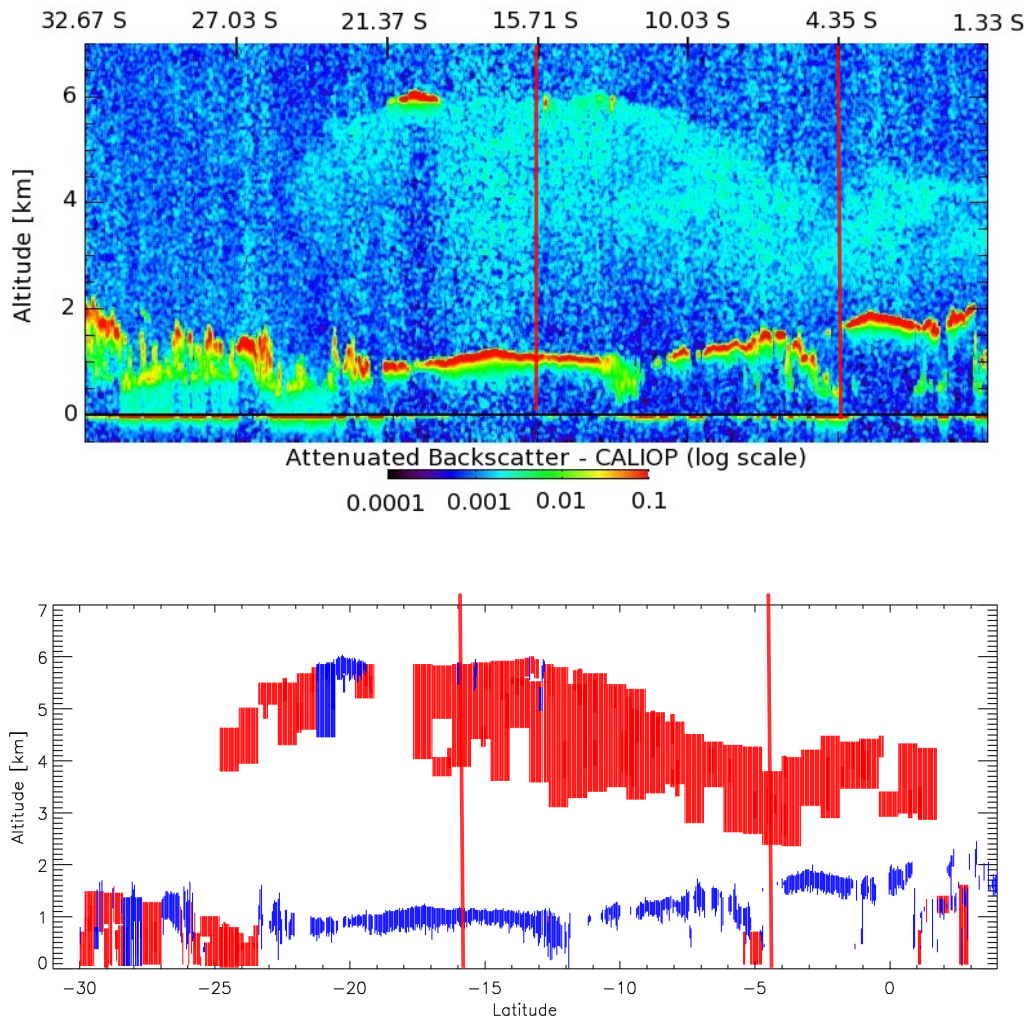 32.67 S 27.03 S 21.37 S 15.71 S 10.03 S 4.35 S 1.33 S
6
4
2
0
Altitude [km]
Attenuated Backscatter - CALIOP (log scale)
0.0001 0.001 0.01 0.1
7
6
5
4
3
2
1
0
Altitude [km]
−30 −25 −20 −15 −10 −5 0
Latitude